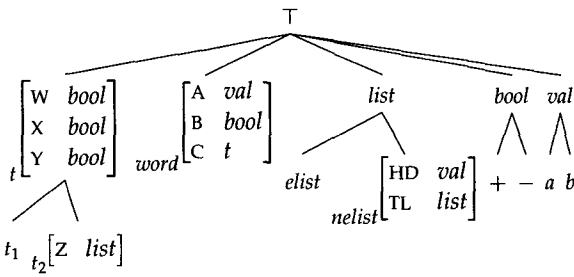 ⊤
W bool
X bool
Y bool
t
A val
B bool
C t
word
list
bool val
elist
HD val
TL list
nelist
+ − a b
t1 t2 [Z list]